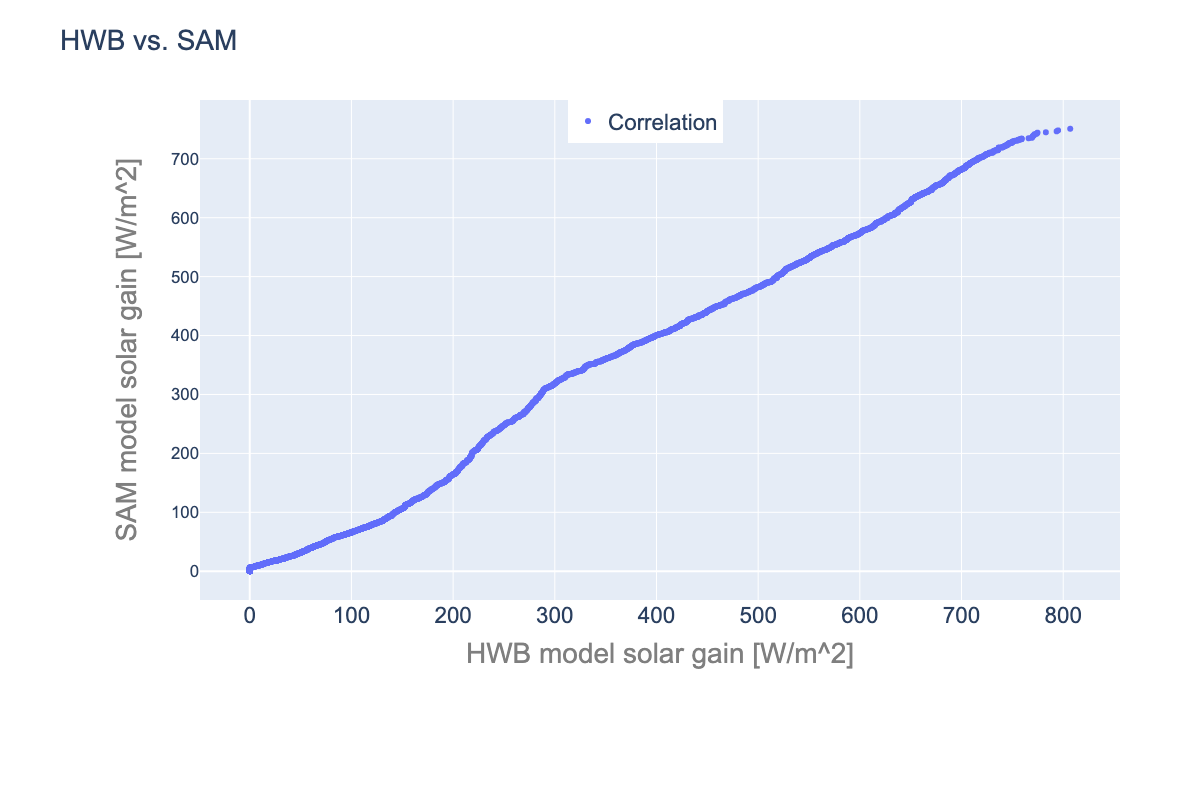 HWB vs. SAM
Correlation
SAM model solar gain [W/m^2]
700
600
500
400
300
200
100
0
0 100 200 300 400 500 600 700 800
HWB model solar gain [W/m^2]